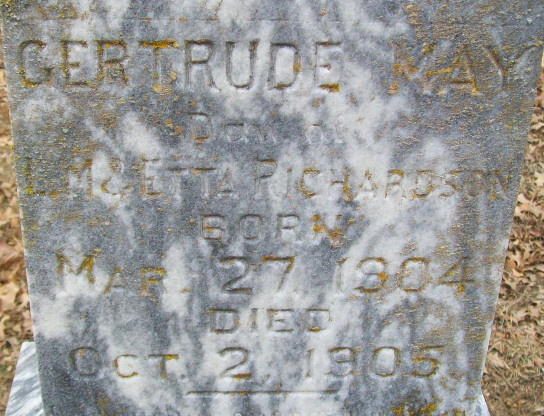 GERTRUDE MAY
Dau. of
L. M. & ETTA RICHARDSON
BORN
MAR. 27, 1904
DIED
OCT. 2, 1905